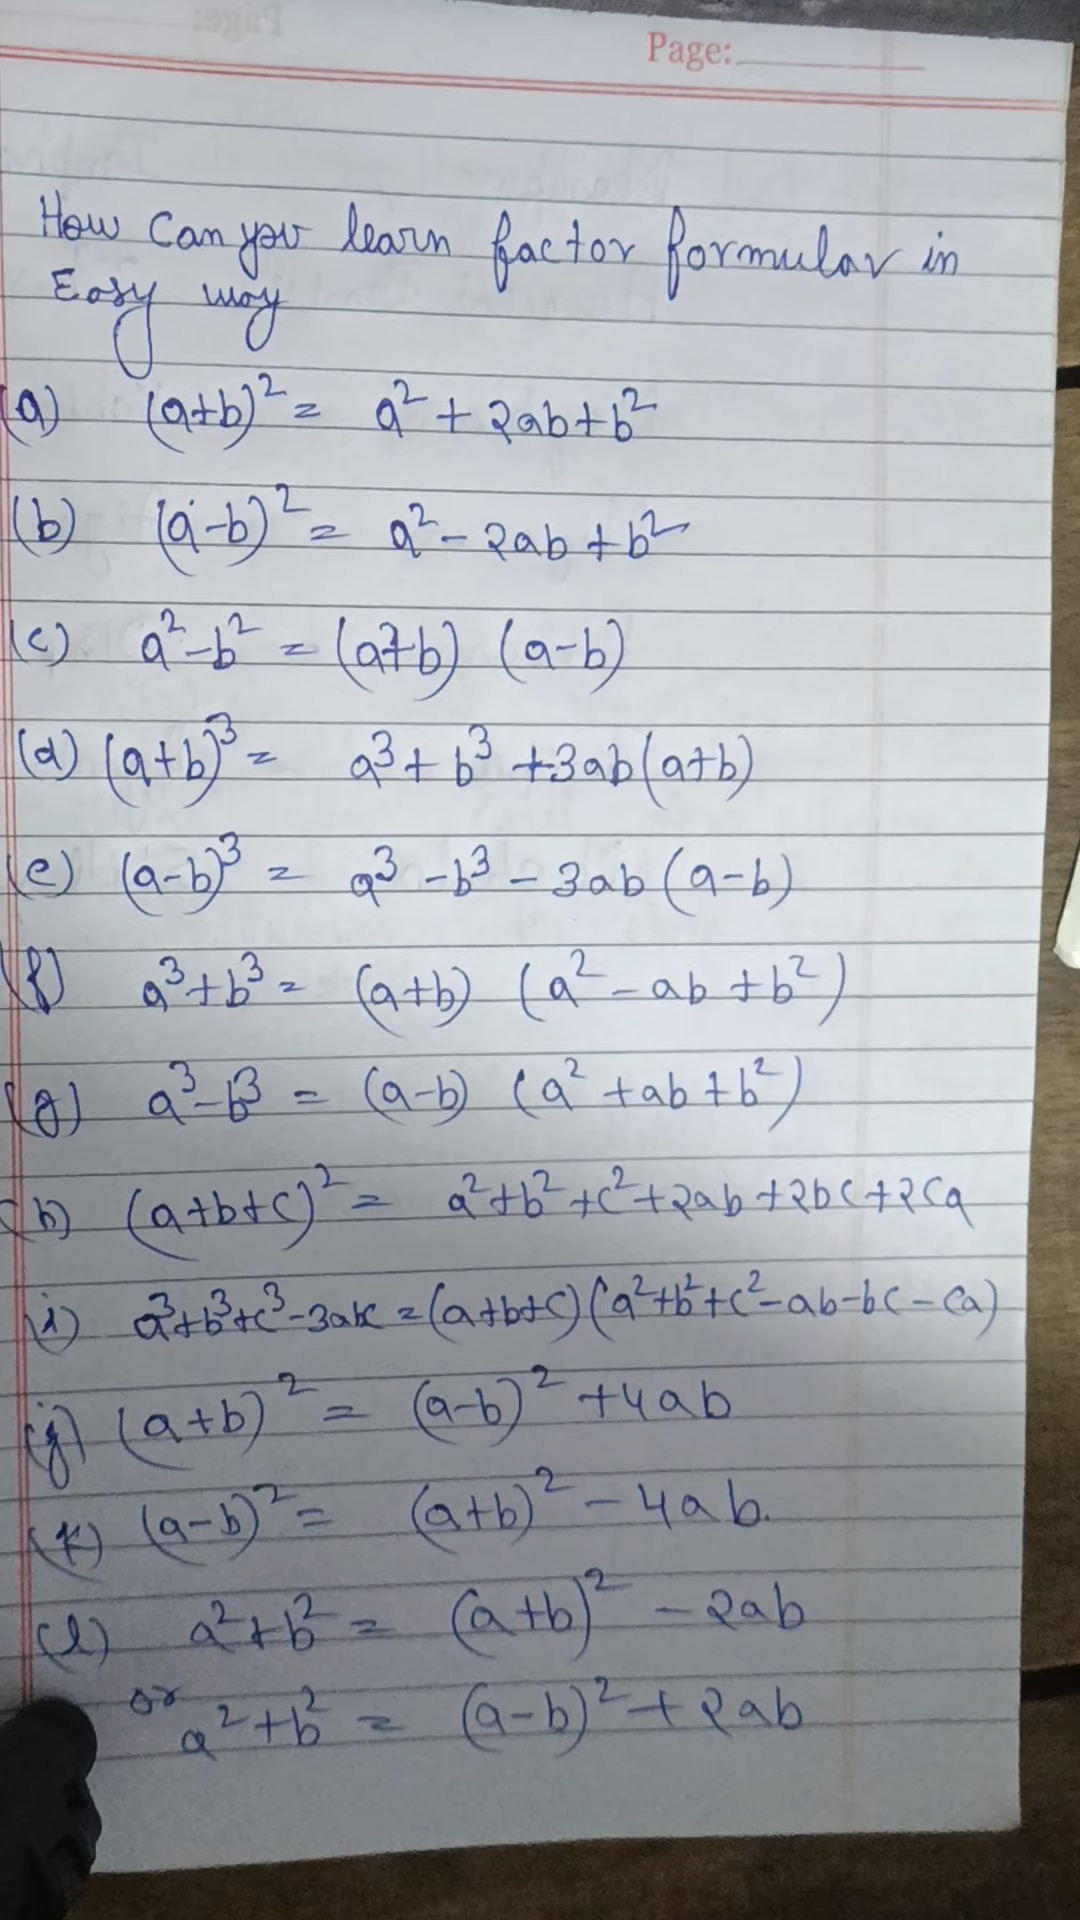 Page:
How Can you learn factor formular in
Easy way
(a) (a+b)² = a² + 2ab + b²
(b) (a-b)² = a² - 2ab + b²
(c) a² - b² = (a+b) (a-b)
(d) (a+b)³ = a³ + b³ + 3ab(a+b)
(e) (a-b)³ = a³ - b³ - 3ab (a-b)
(f) a³ + b³ = (a+b) (a² - ab + b²)
(g) a³ - b³ = (a-b) (a² + ab + b²)
(h) (a+b+c)² = a² + b² + c² + 2ab + 2bc + 2ca
(i) a³+b³+c³-3abc = (a+b+c) (a²+b²+c²-ab-bc-ca)
(j) (a+b)² = (a-b)² + 4ab
(k) (a-b)² = (a+b)² - 4ab.
(l) a² + b² = (a+b)² - 2ab
or a² + b² = (a-b)² + 2ab